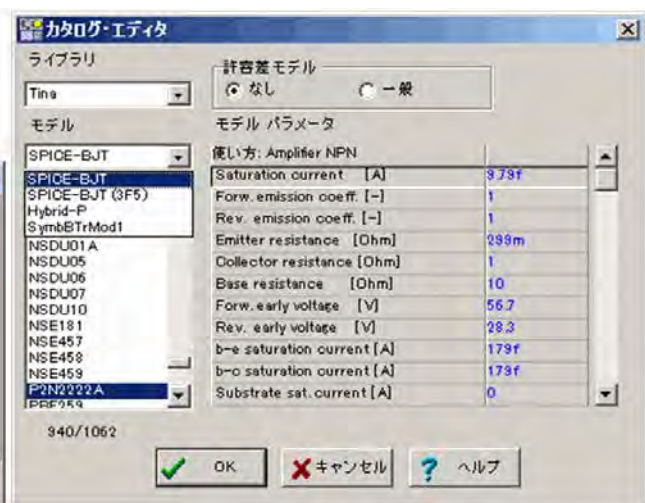 カタログ・エディタ
ライブラリ
Tina
許容差モデル
なし
一般
モデル
SPICE-BJT
SPICE-BJT
SPICE-BJT (3F5)
Hybrid-P
SymbBTrMod1
NSDU01A
NSDU05
NSDU06
NSDU07
NSDU10
NSE181
NSE457
NSE458
NSE459
P2N2222A
PBF259
940/1062
モデル パラメータ
使い方: Amplifier NPN
Saturation current [A] 9.79f
Forw. emission coeff. [-] 1
Rev. emission coeff. [-] 1
Emitter resistance [Ohm] 299m
Collector resistance [Ohm] 1
Base resistance [Ohm] 10
Forw. early voltage [V] 56.7
Rev. early voltage [V] 28.3
b-e saturation current [A] 179f
b-c saturation current [A] 179f
Substrate sat. current [A] 0
OK
キャンセル
ヘルプ